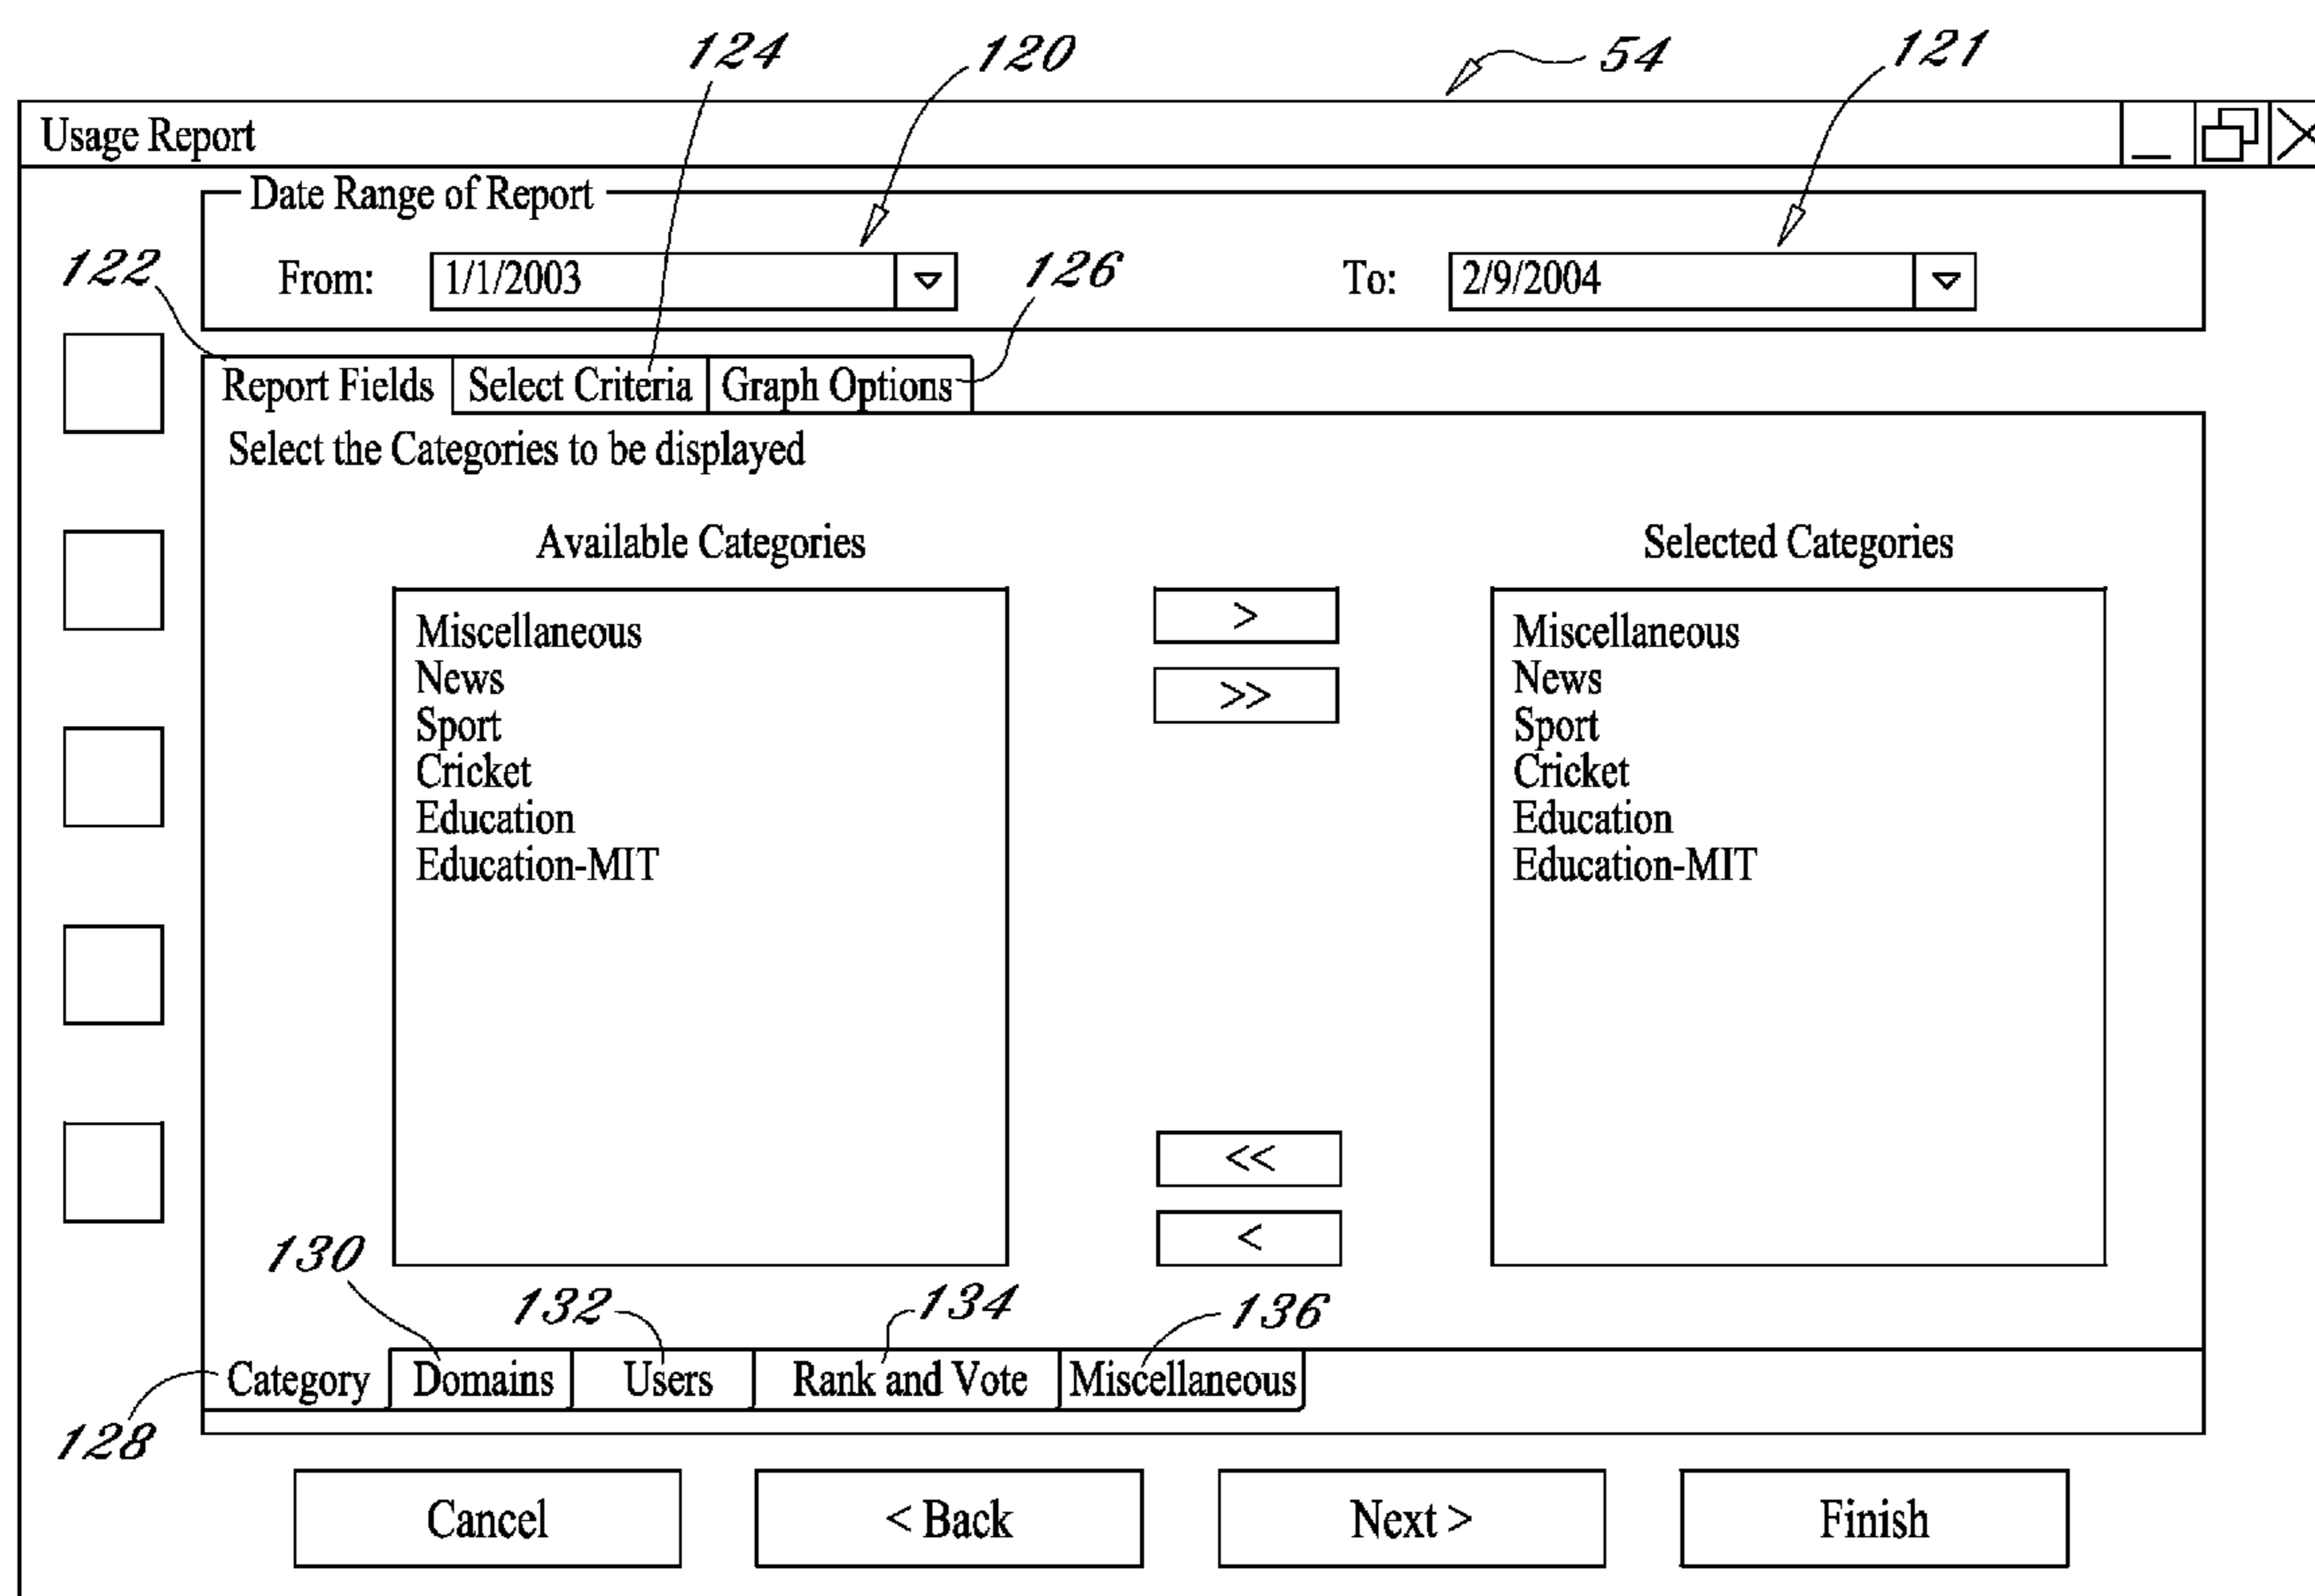 124 120 54 121
Usage Report
Date Range of Report
122 From: 1/1/2003 126 To: 2/9/2004
Report Fields Select Criteria Graph Options
Select the Categories to be displayed
Available Categories Selected Categories
Miscellaneous > Miscellaneous
News News
>>
Sport Sport
Cricket Cricket
Education Education
Education-MIT Education-MIT
<<
<
130 132 134 136
Category Domains Users Rank and Vote Miscellaneous
128
Cancel < Back Next > Finish